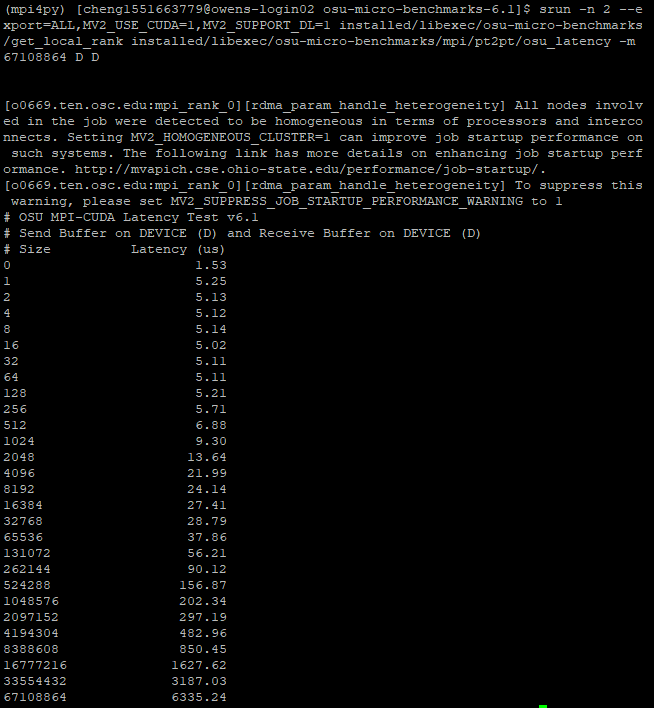 (mpi4py) [cheng1551663779@owens-login02 osu-micro-benchmarks-6.1]$ srun -n 2 --e
xport=ALL,MV2_USE_CUDA=1,MV2_SUPPORT_DL=1 installed/libexec/osu-micro-benchmarks
/get_local_rank installed/libexec/osu-micro-benchmarks/mpi/pt2pt/osu_latency -m
67108864 D D
[o0669.ten.osc.edu:mpi_rank_0][rdma_param_handle_heterogeneity] All nodes involv
ed in the job were detected to be homogeneous in terms of processors and interco
nnects. Setting MV2_HOMOGENEOUS_CLUSTER=1 can improve job startup performance on
 such systems. The following link has more details on enhancing job startup perf
ormance. http://mvapich.cse.ohio-state.edu/performance/job-startup/.
[o0669.ten.osc.edu:mpi_rank_0][rdma_param_handle_heterogeneity] To suppress this
 warning, please set MV2_SUPPRESS_JOB_STARTUP_PERFORMANCE_WARNING to 1
# OSU MPI-CUDA Latency Test v6.1
# Send Buffer on DEVICE (D) and Receive Buffer on DEVICE (D)
# Size          Latency (us)
0                       1.53
1                       5.25
2                       5.13
4                       5.12
8                       5.14
16                      5.02
32                      5.11
64                      5.11
128                     5.21
256                     5.71
512                     6.88
1024                    9.30
2048                   13.64
4096                   21.99
8192                   24.14
16384                  27.41
32768                  28.79
65536                  37.86
131072                 56.21
262144                 90.12
524288                156.87
1048576               202.34
2097152               297.19
4194304               482.96
8388608               850.45
16777216             1627.62
33554432             3187.03
67108864             6335.24